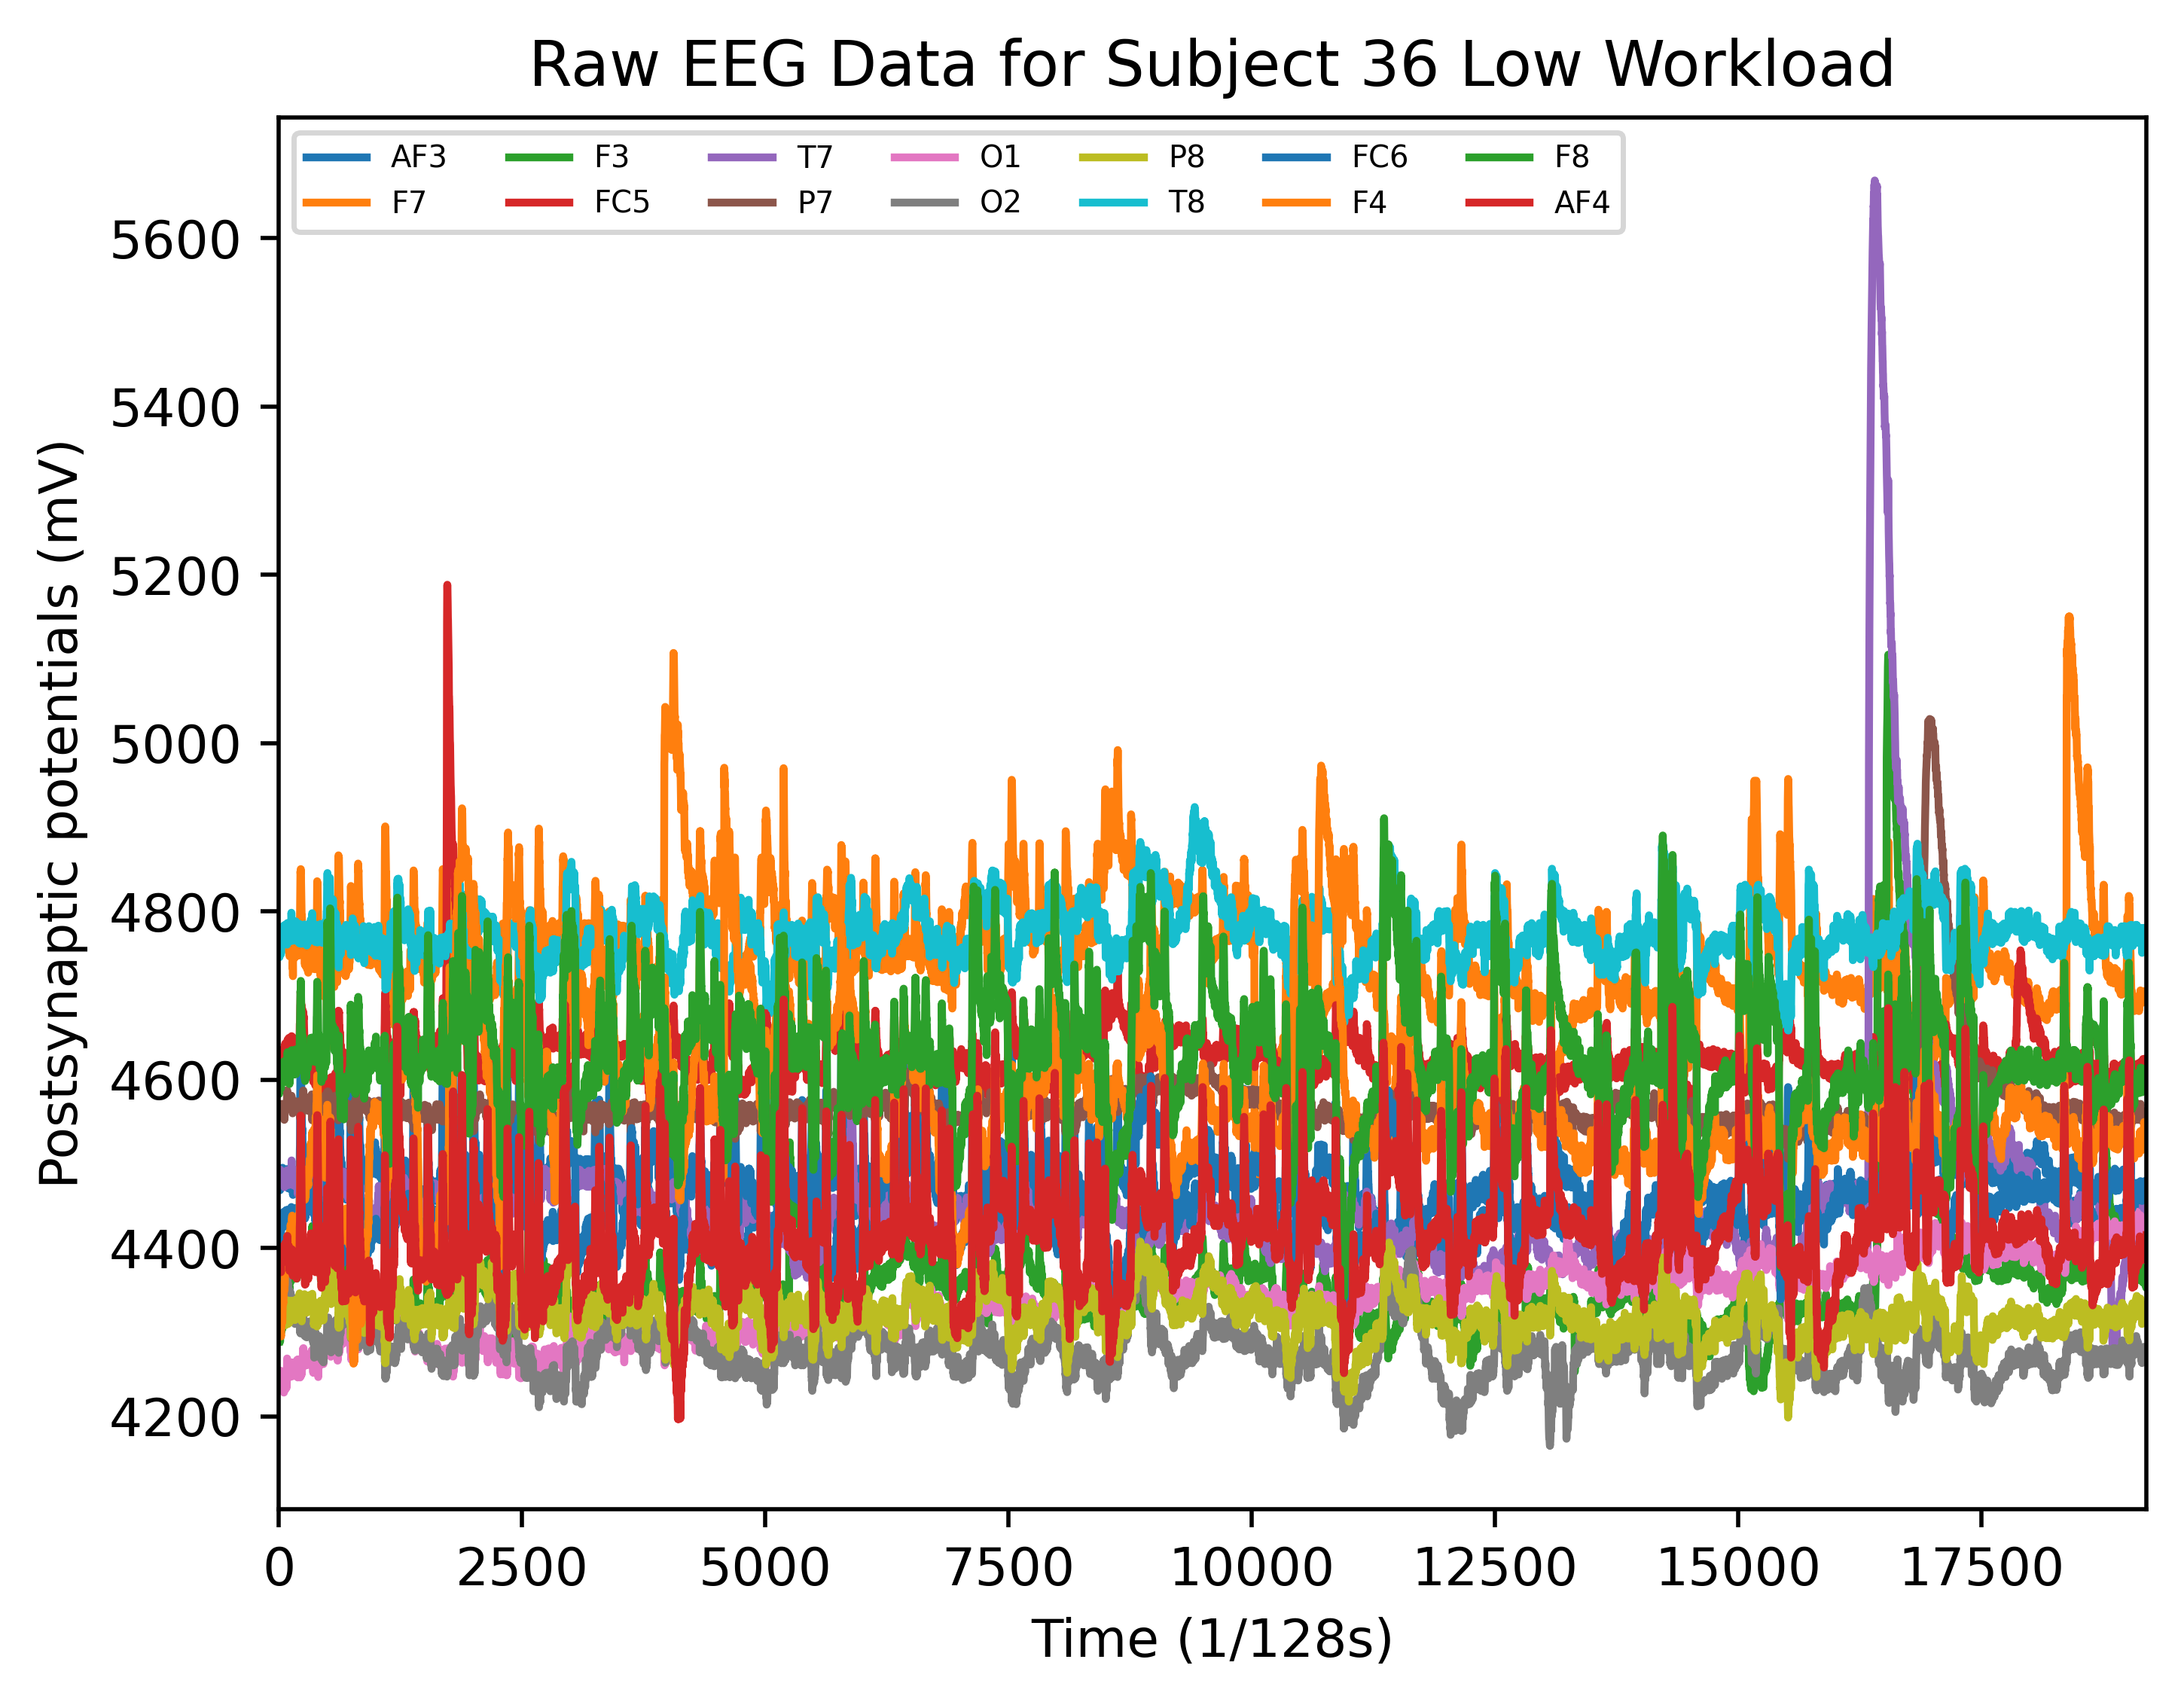 Raw EEG Data for Subject 36 Low Workload
AF3 F3 T7 O1 P8 FC6 F8
F7 FC5 P7 O2 T8 F4 AF4
Postsynaptic potentials (mV)
5600
5400
5200
5000
4800
4600
4400
4200
0 2500 5000 7500 10000 12500 15000 17500
Time (1/128s)